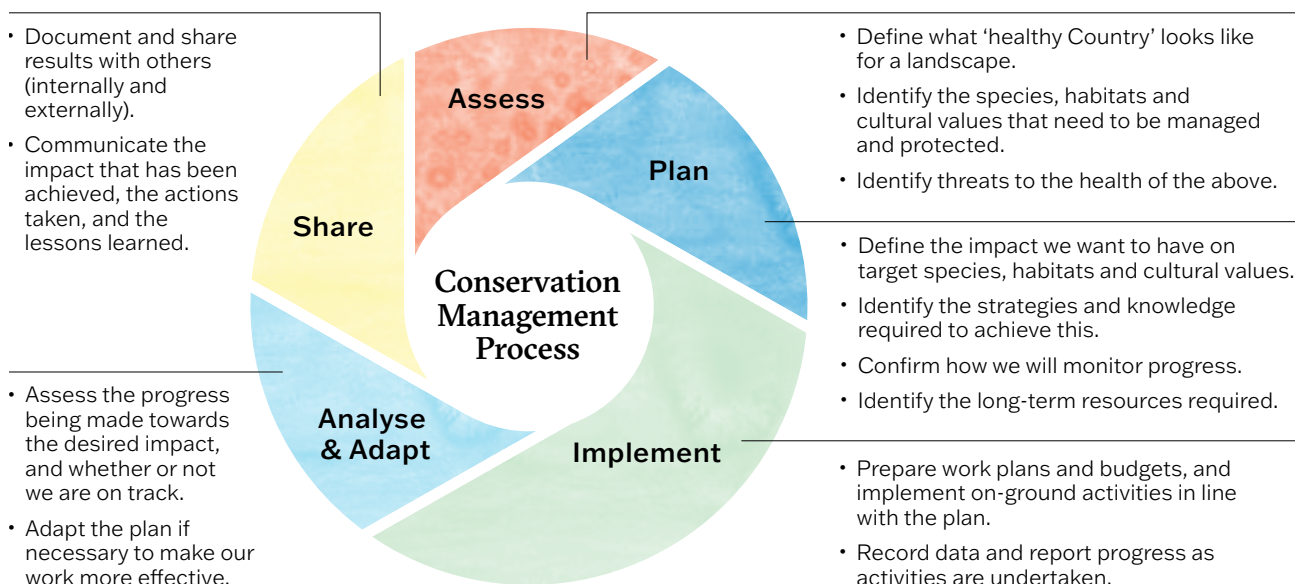 Assess
• Define what ‘healthy Country’ looks like
for a landscape.
• Identify the species, habitats and
cultural values that need to be managed
and protected.
• Identify threats to the health of the above.
Plan
• Define the impact we want to have on
target species, habitats and cultural values.
• Identify the strategies and knowledge
required to achieve this.
• Confirm how we will monitor progress.
• Identify the long-term resources required.
Implement
• Prepare work plans and budgets, and
implement on-ground activities in line
with the plan.
• Record data and report progress as
activities are undertaken.
Analyse
& Adapt
• Assess the progress
being made towards
the desired impact,
and whether or not
we are on track.
• Adapt the plan if
necessary to make our
work more effective.
Share
• Document and share
results with others
(internally and
externally).
• Communicate the
impact that has been
achieved, the actions
taken, and the
lessons learned.
Conservation
Management
Process